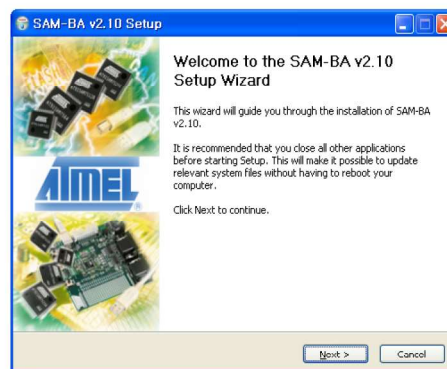 SAM-BA v2.10 Setup
Welcome to the SAM-BA v2.10
Setup Wizard
This wizard will guide you through the installation of SAM-BA
v2.10.
It is recommended that you close all other applications
before starting Setup. This will make it possible to update
relevant system files without having to reboot your
computer.
Click Next to continue.
ATMEL
Next >
Cancel